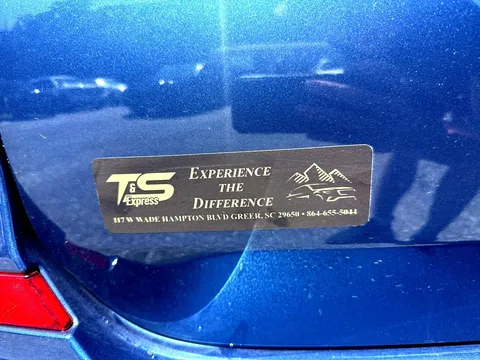 T&S
Express
EXPERIENCE
THE
DIFFERENCE
117 W WADE HAMPTON BLVD GREER, SC 29650 • 864-655-5044